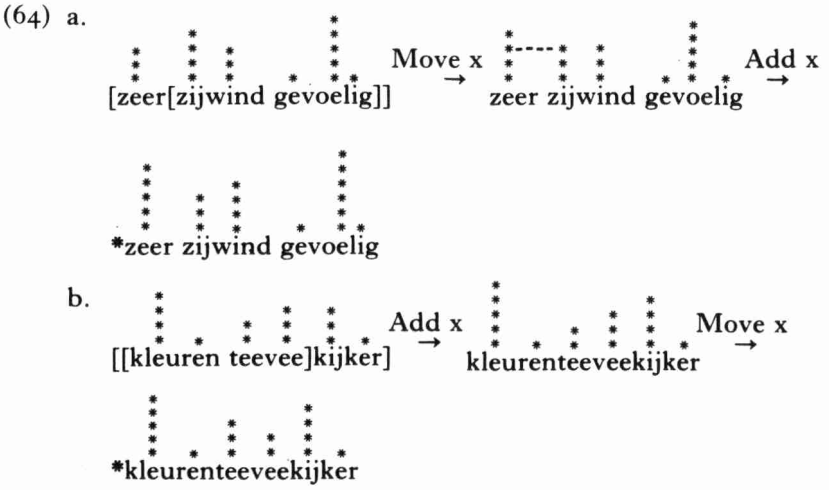 (64) a.
Move x → Add x →
[zeer[zijwind gevoelig]] zeer zijwind gevoelig
*zeer zijwind gevoelig
b.
Add x → Move x →
[[kleuren teevee]kijker] kleurenteeveekijker
*kleurenteeveekijker